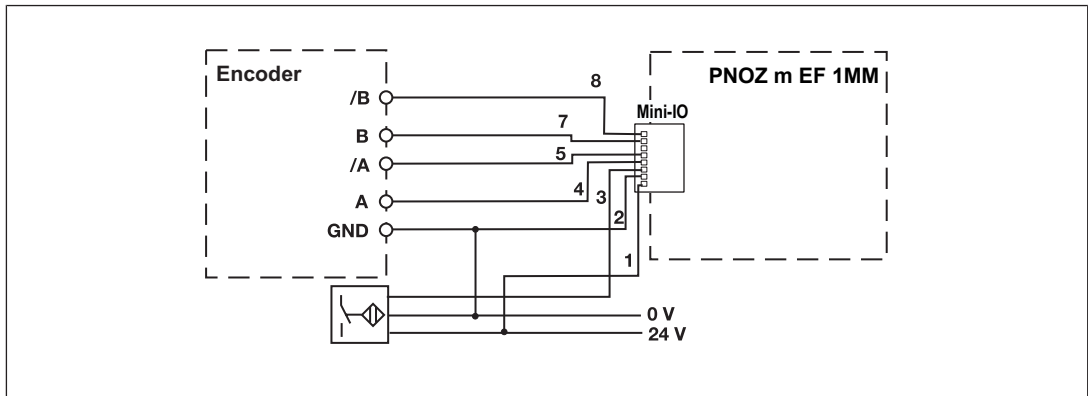 Encoder
PNOZ m EF 1MM
/B
8
Mini-IO
B
7
/A
5
A
4
3
GND
2
1
0 V
24 V